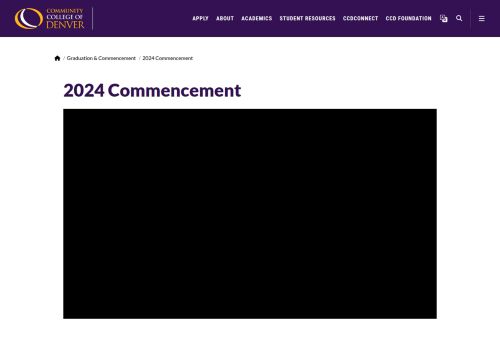 COMMUNITY
COLLEGE OF
DENVER
APPLY ABOUT ACADEMICS STUDENT RESOURCES CCDCONNECT CCD FOUNDATION
/ Graduation & Commencement / 2024 Commencement
2024 Commencement